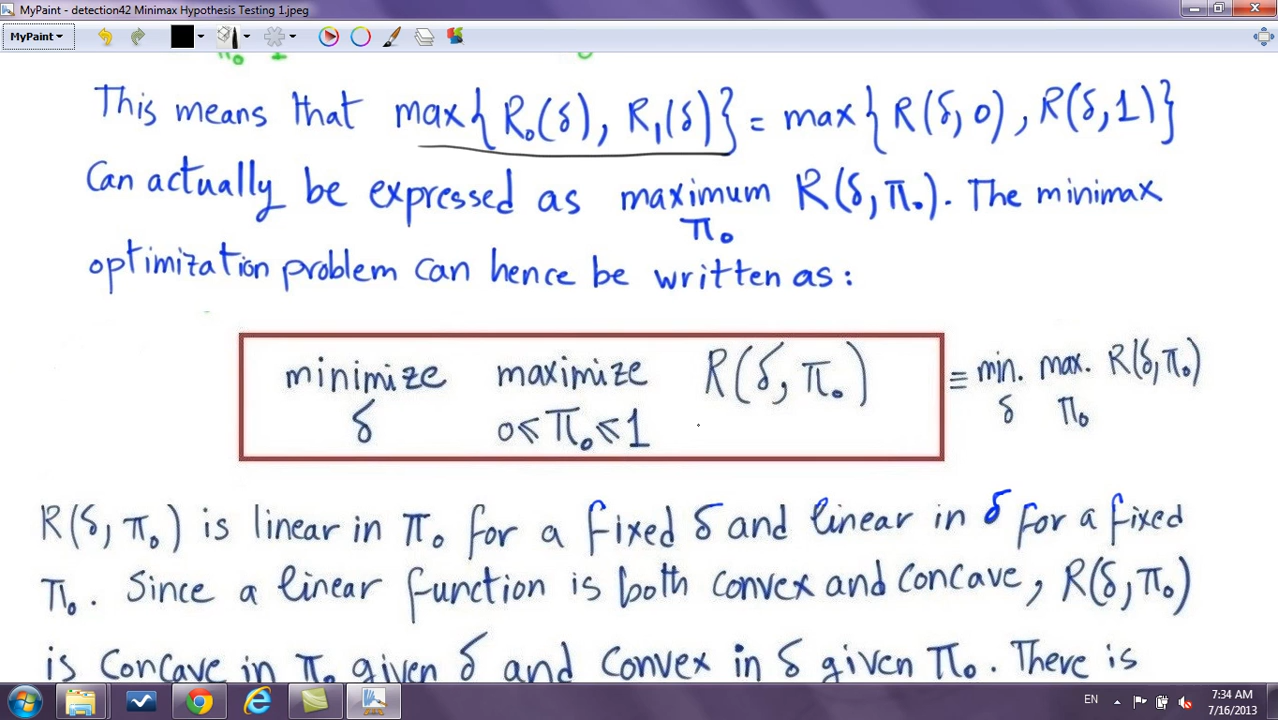 MyPaint - detection42 Minimax Hypothesis Testing 1.jpeg
MyPaint
This means that max{R₀(δ), R₁(δ)} = max{R(δ,0), R(δ,1)}
Can actually be expressed as maximum R(δ,π₀). The minimax
π₀
optimization problem can hence be written as:
minimize maximize R(δ,π₀) ≡ min. max. R(δ,π₀)
δ 0≤π₀≤1 δ π₀
R(δ,π₀) is linear in π₀ for a fixed δ and linear in δ for a fixed
π₀. Since a linear function is both convex and concave, R(δ,π₀)
is concave in π₀ given δ and convex in δ given π₀. There is
EN
7:34 AM
7/16/2013